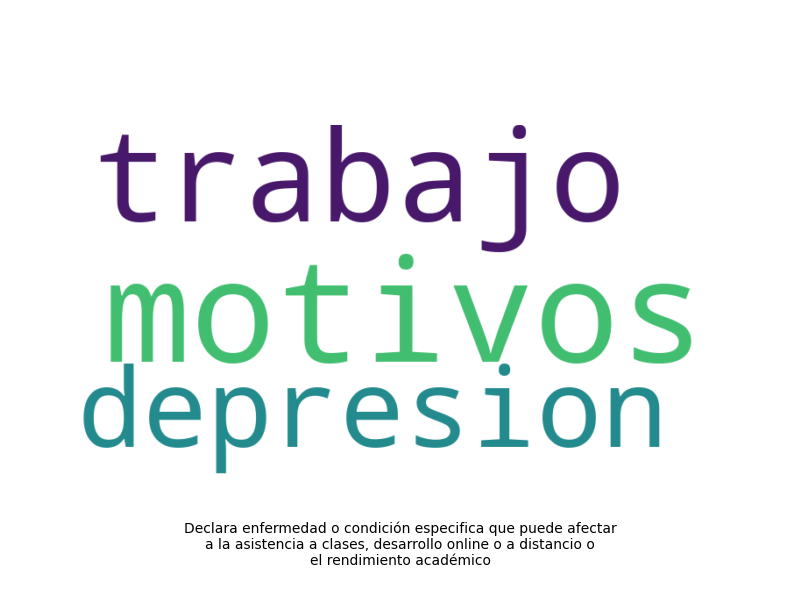 trabajo
motivos
depresion
Declara enfermedad o condición especifica que puede afectar
a la asistencia a clases, desarrollo online o a distancio o
el rendimiento académico